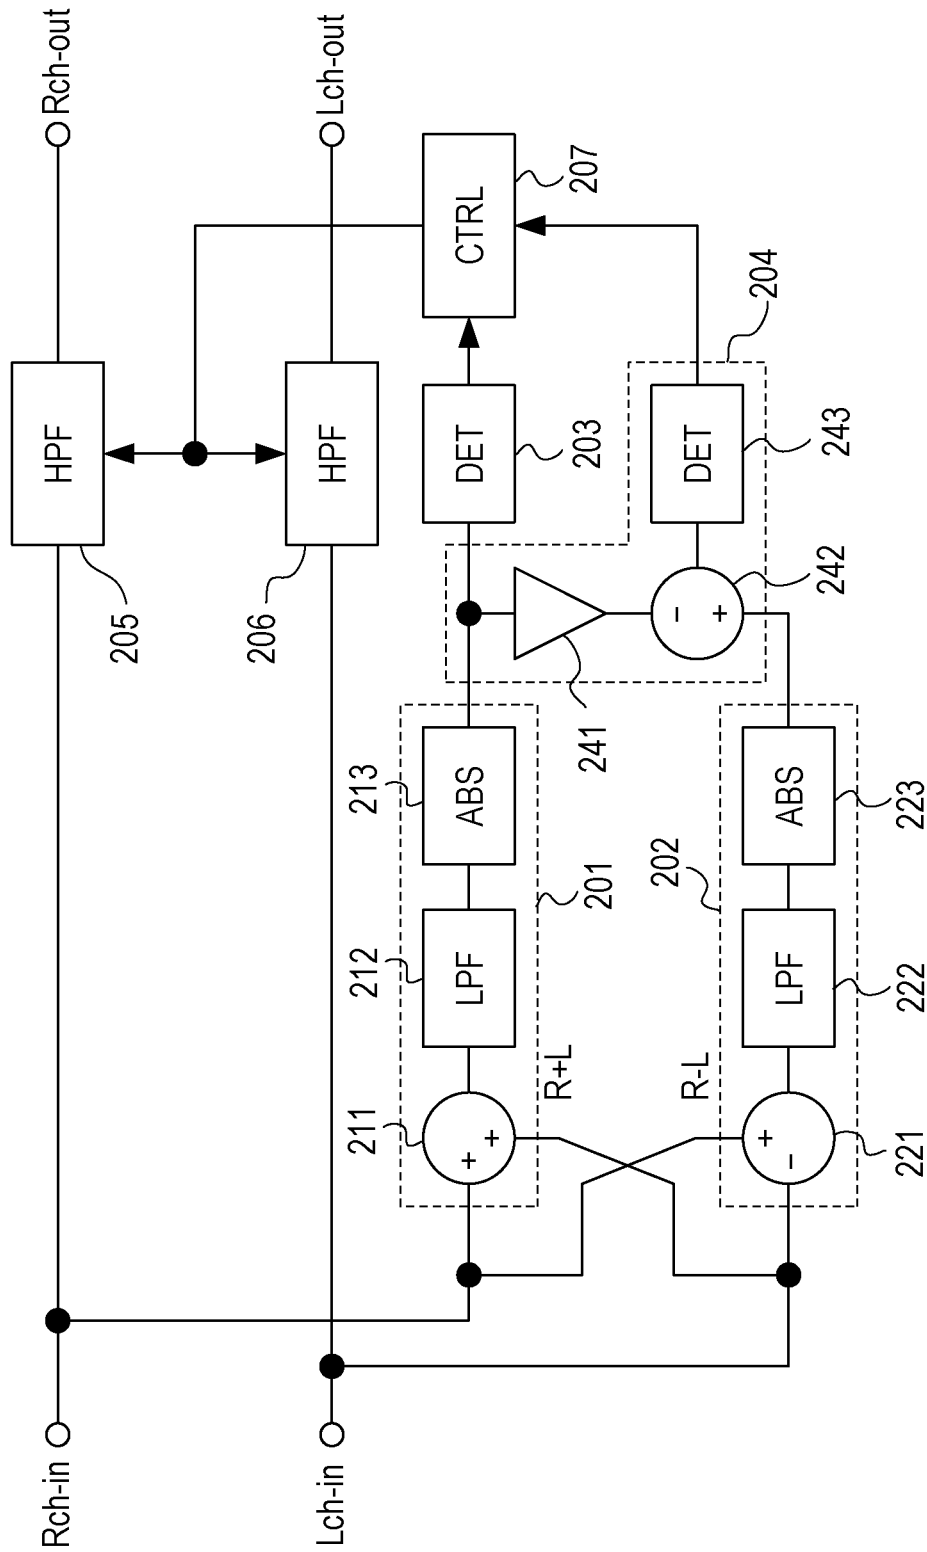 Rch-in
Rch-out
HPF
205
Lch-in
Lch-out
HPF
206
211
+
+
R+L
212
LPF
213
ABS
201
DET
203
CTRL
207
241
-
+
242
DET
243
204
R-L
+
-
221
LPF
222
ABS
223
202